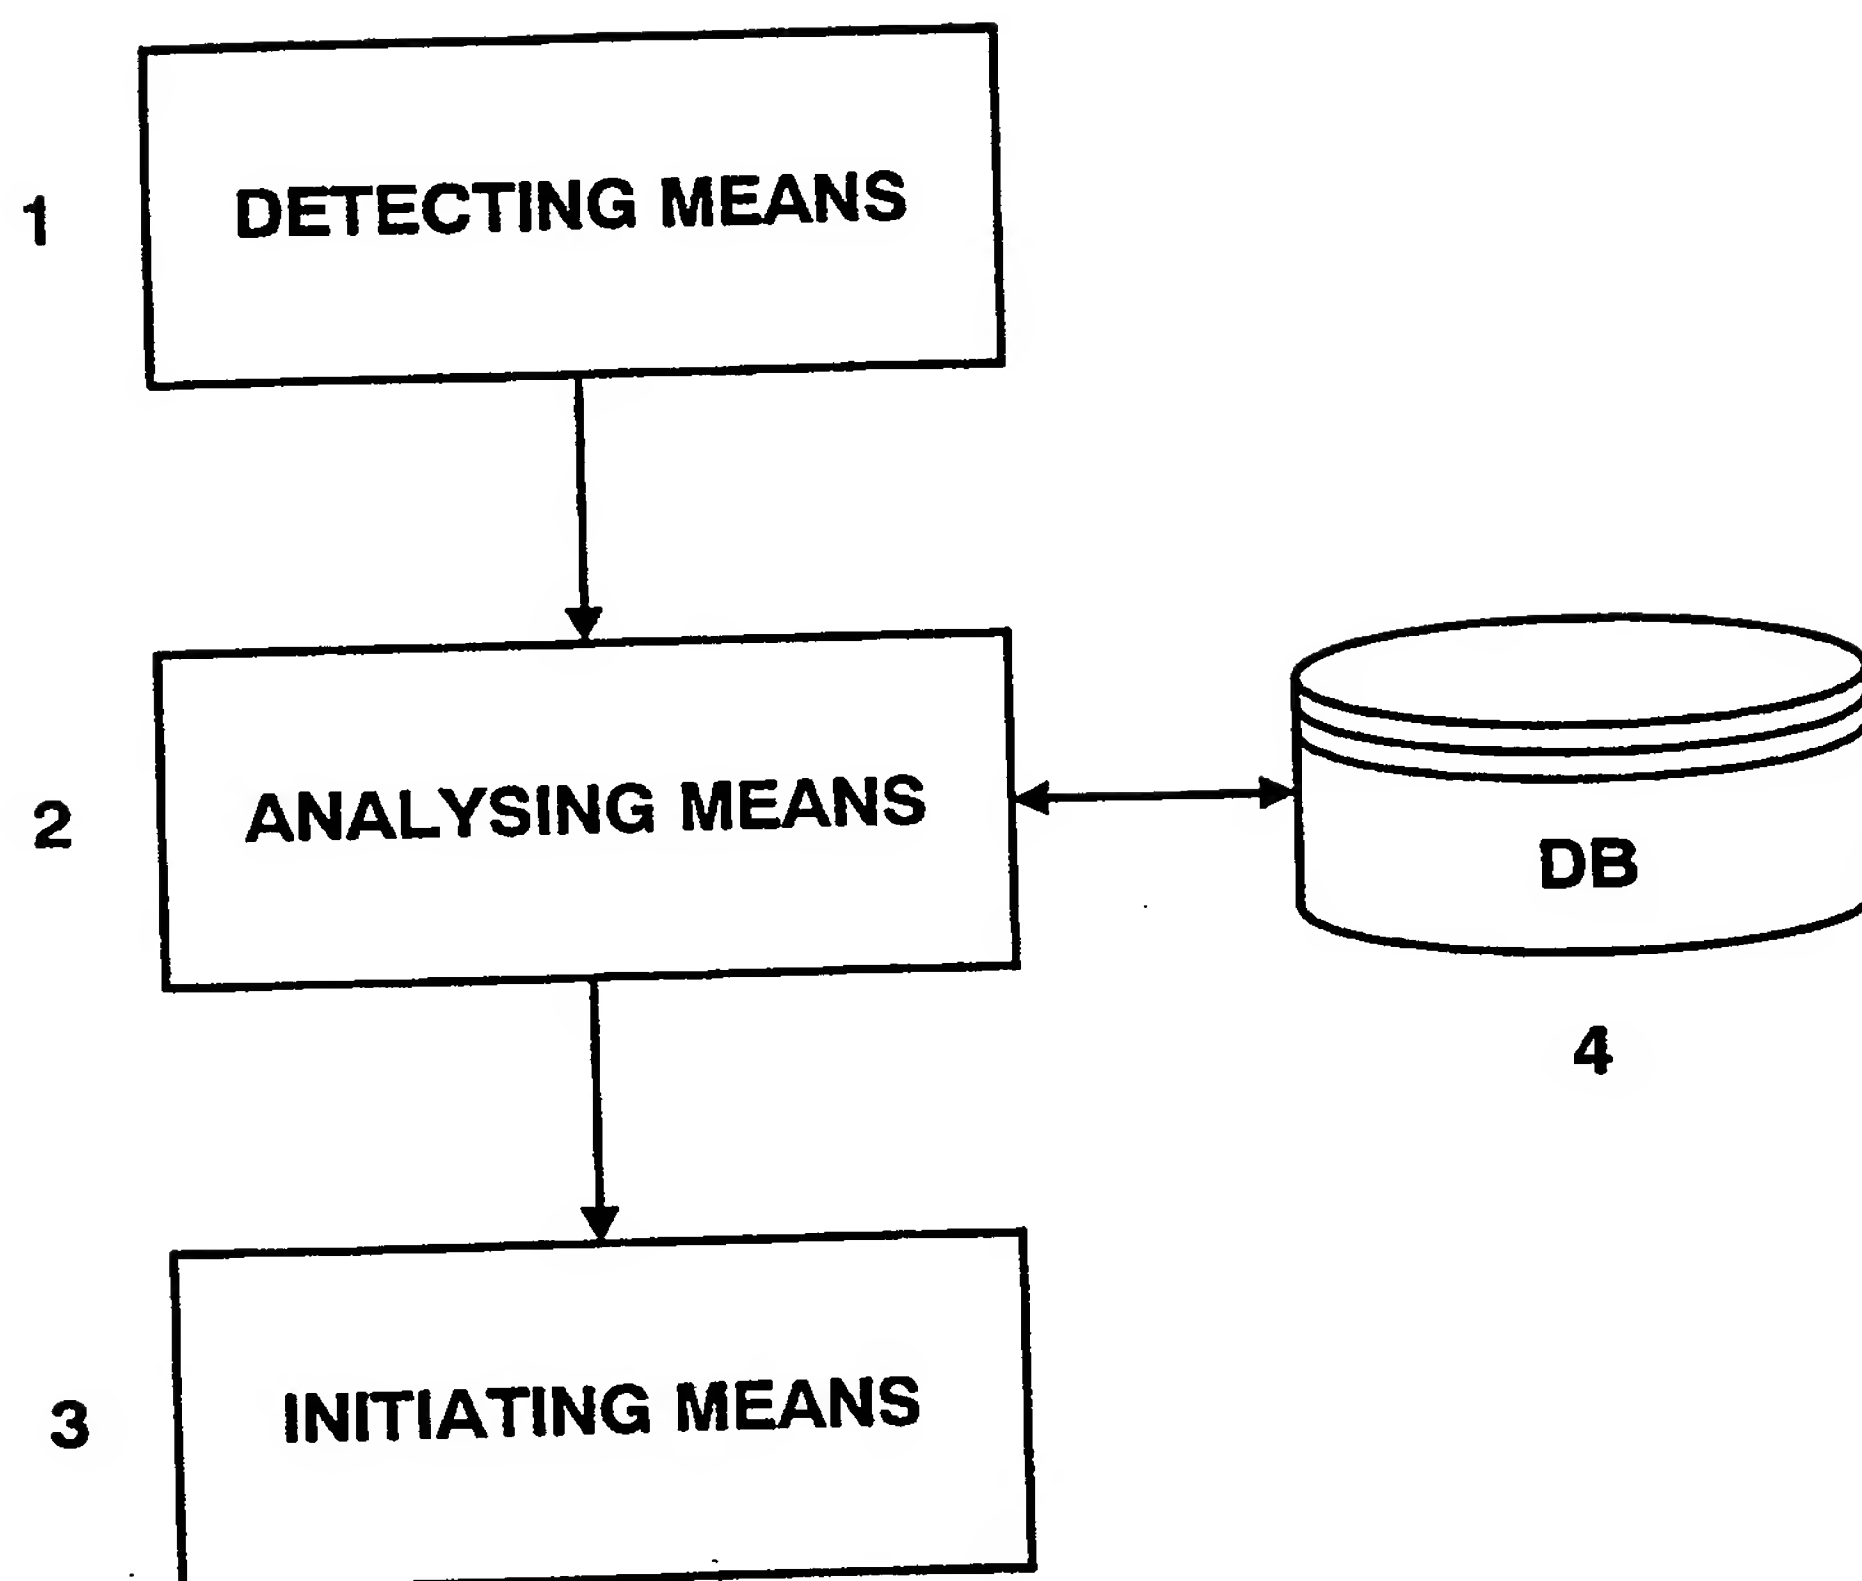 1
DETECTING MEANS
2
ANALYSING MEANS
DB
4
3
INITIATING MEANS